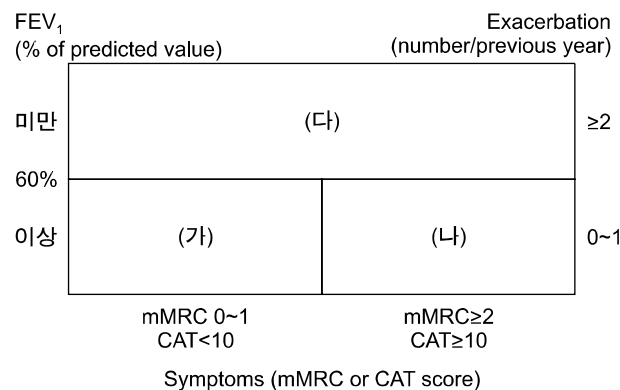 FEV₁
(% of predicted value)
Exacerbation
(number/previous year)
미만
(다)
≥2
60%
이상
(가)
(나)
0~1
mMRC 0~1
CAT<10
mMRC≥2
CAT≥10
Symptoms (mMRC or CAT score)